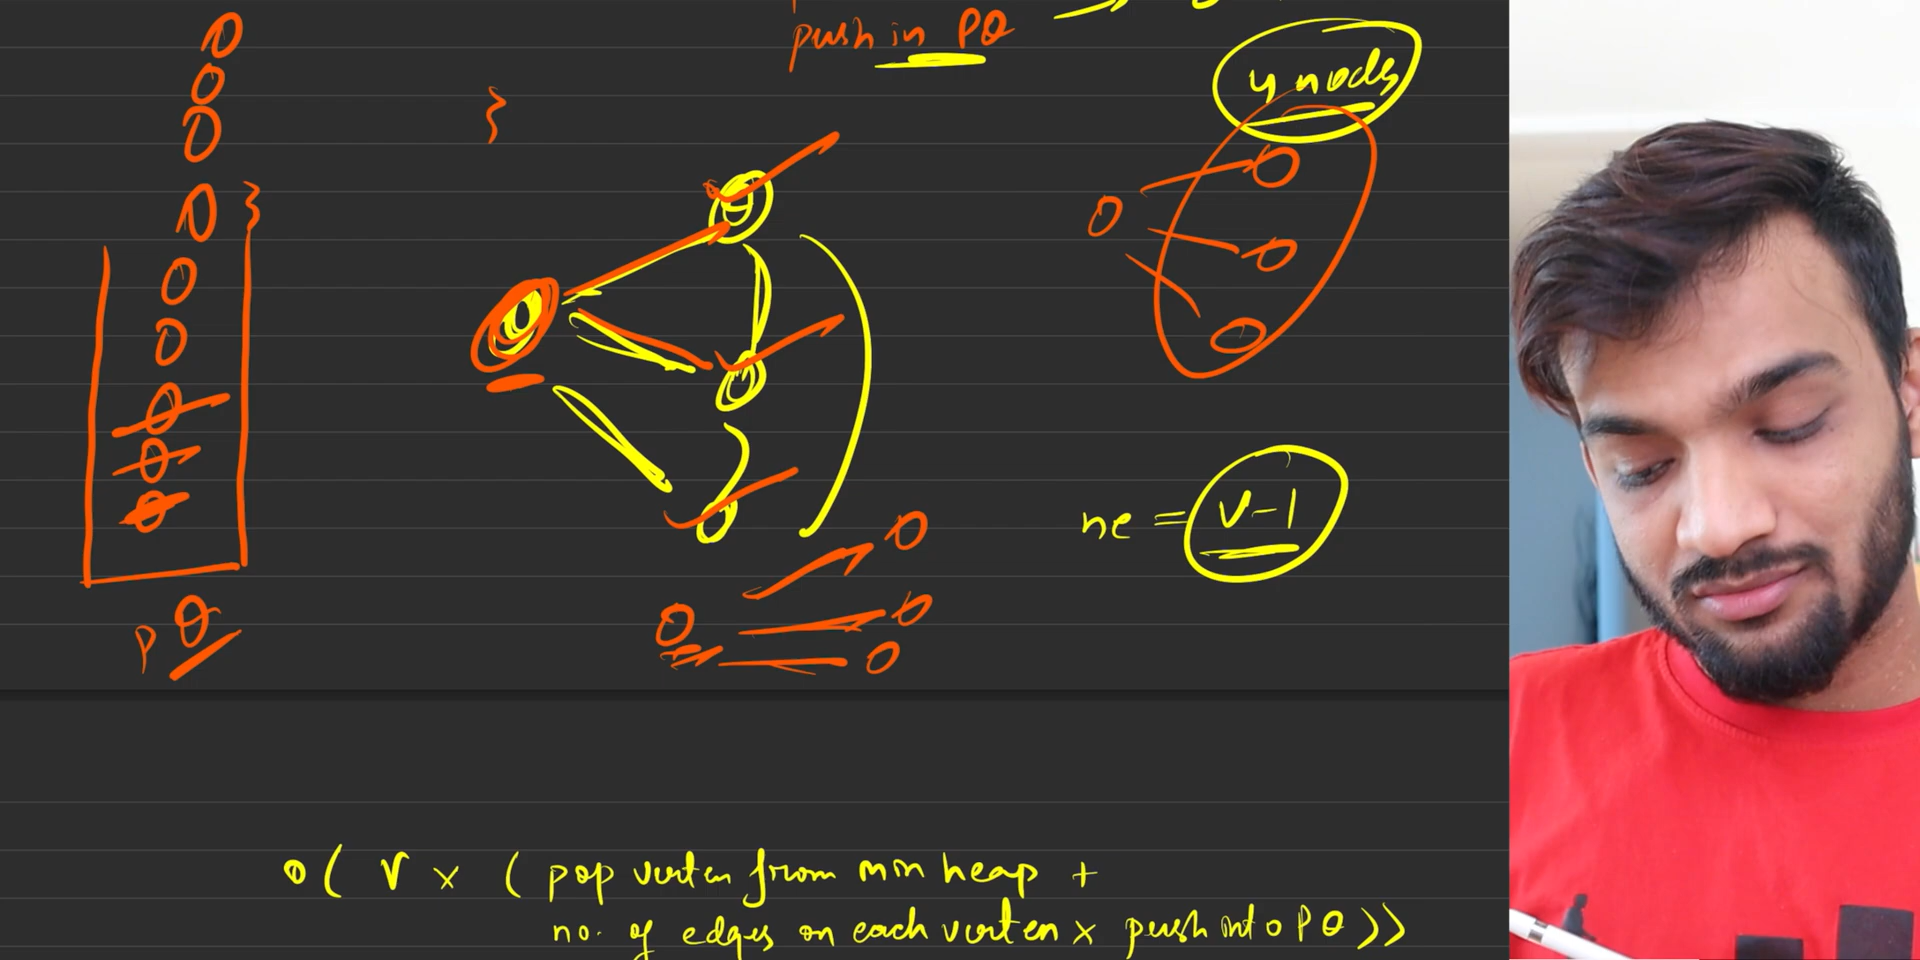 push in PQ
4 nodes
}
}
ne = V-1
PQ
O( V x ( pop vertex from min heap +
no. of edges on each vertex x push into PQ ))